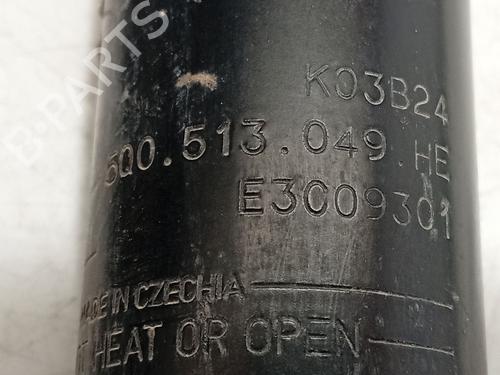 K03B24
5Q0.513.049 HE
E3C09301
MADE IN CZECHIA
HEAT OR OPEN
B-PARTS